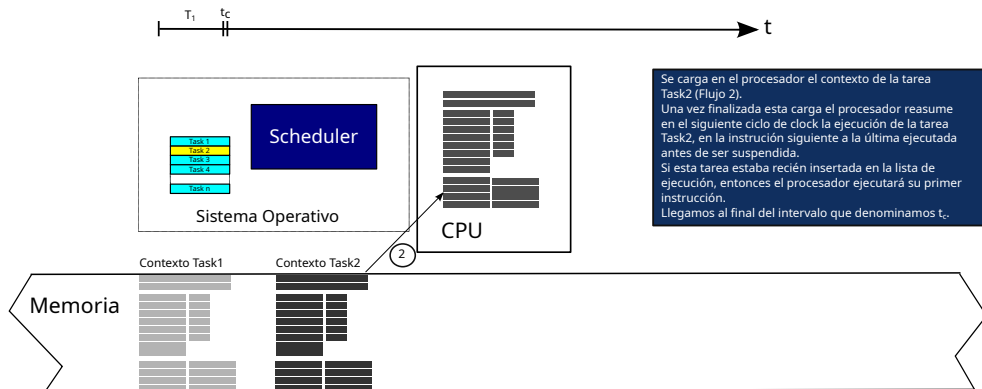 T₁
tc
t
Se carga en el procesador el contexto de la tarea
Task2 (Flujo 2).
Una vez finalizada esta carga el procesador reasume
en el siguiente ciclo de clock la ejecución de la tarea
Task2, en la instrución siguiente a la última ejecutada
antes de ser suspendida.
Si esta tarea estaba recién insertada en la lista de
ejecución, entonces el procesador ejecutará su primer
instrucción.
Llegamos al final del intervalo que denominamos t꜀.
Scheduler
Task 1
Task 2
Task 3
Task 4
Task n
Sistema Operativo
CPU
2
Contexto Task1
Contexto Task2
Memoria